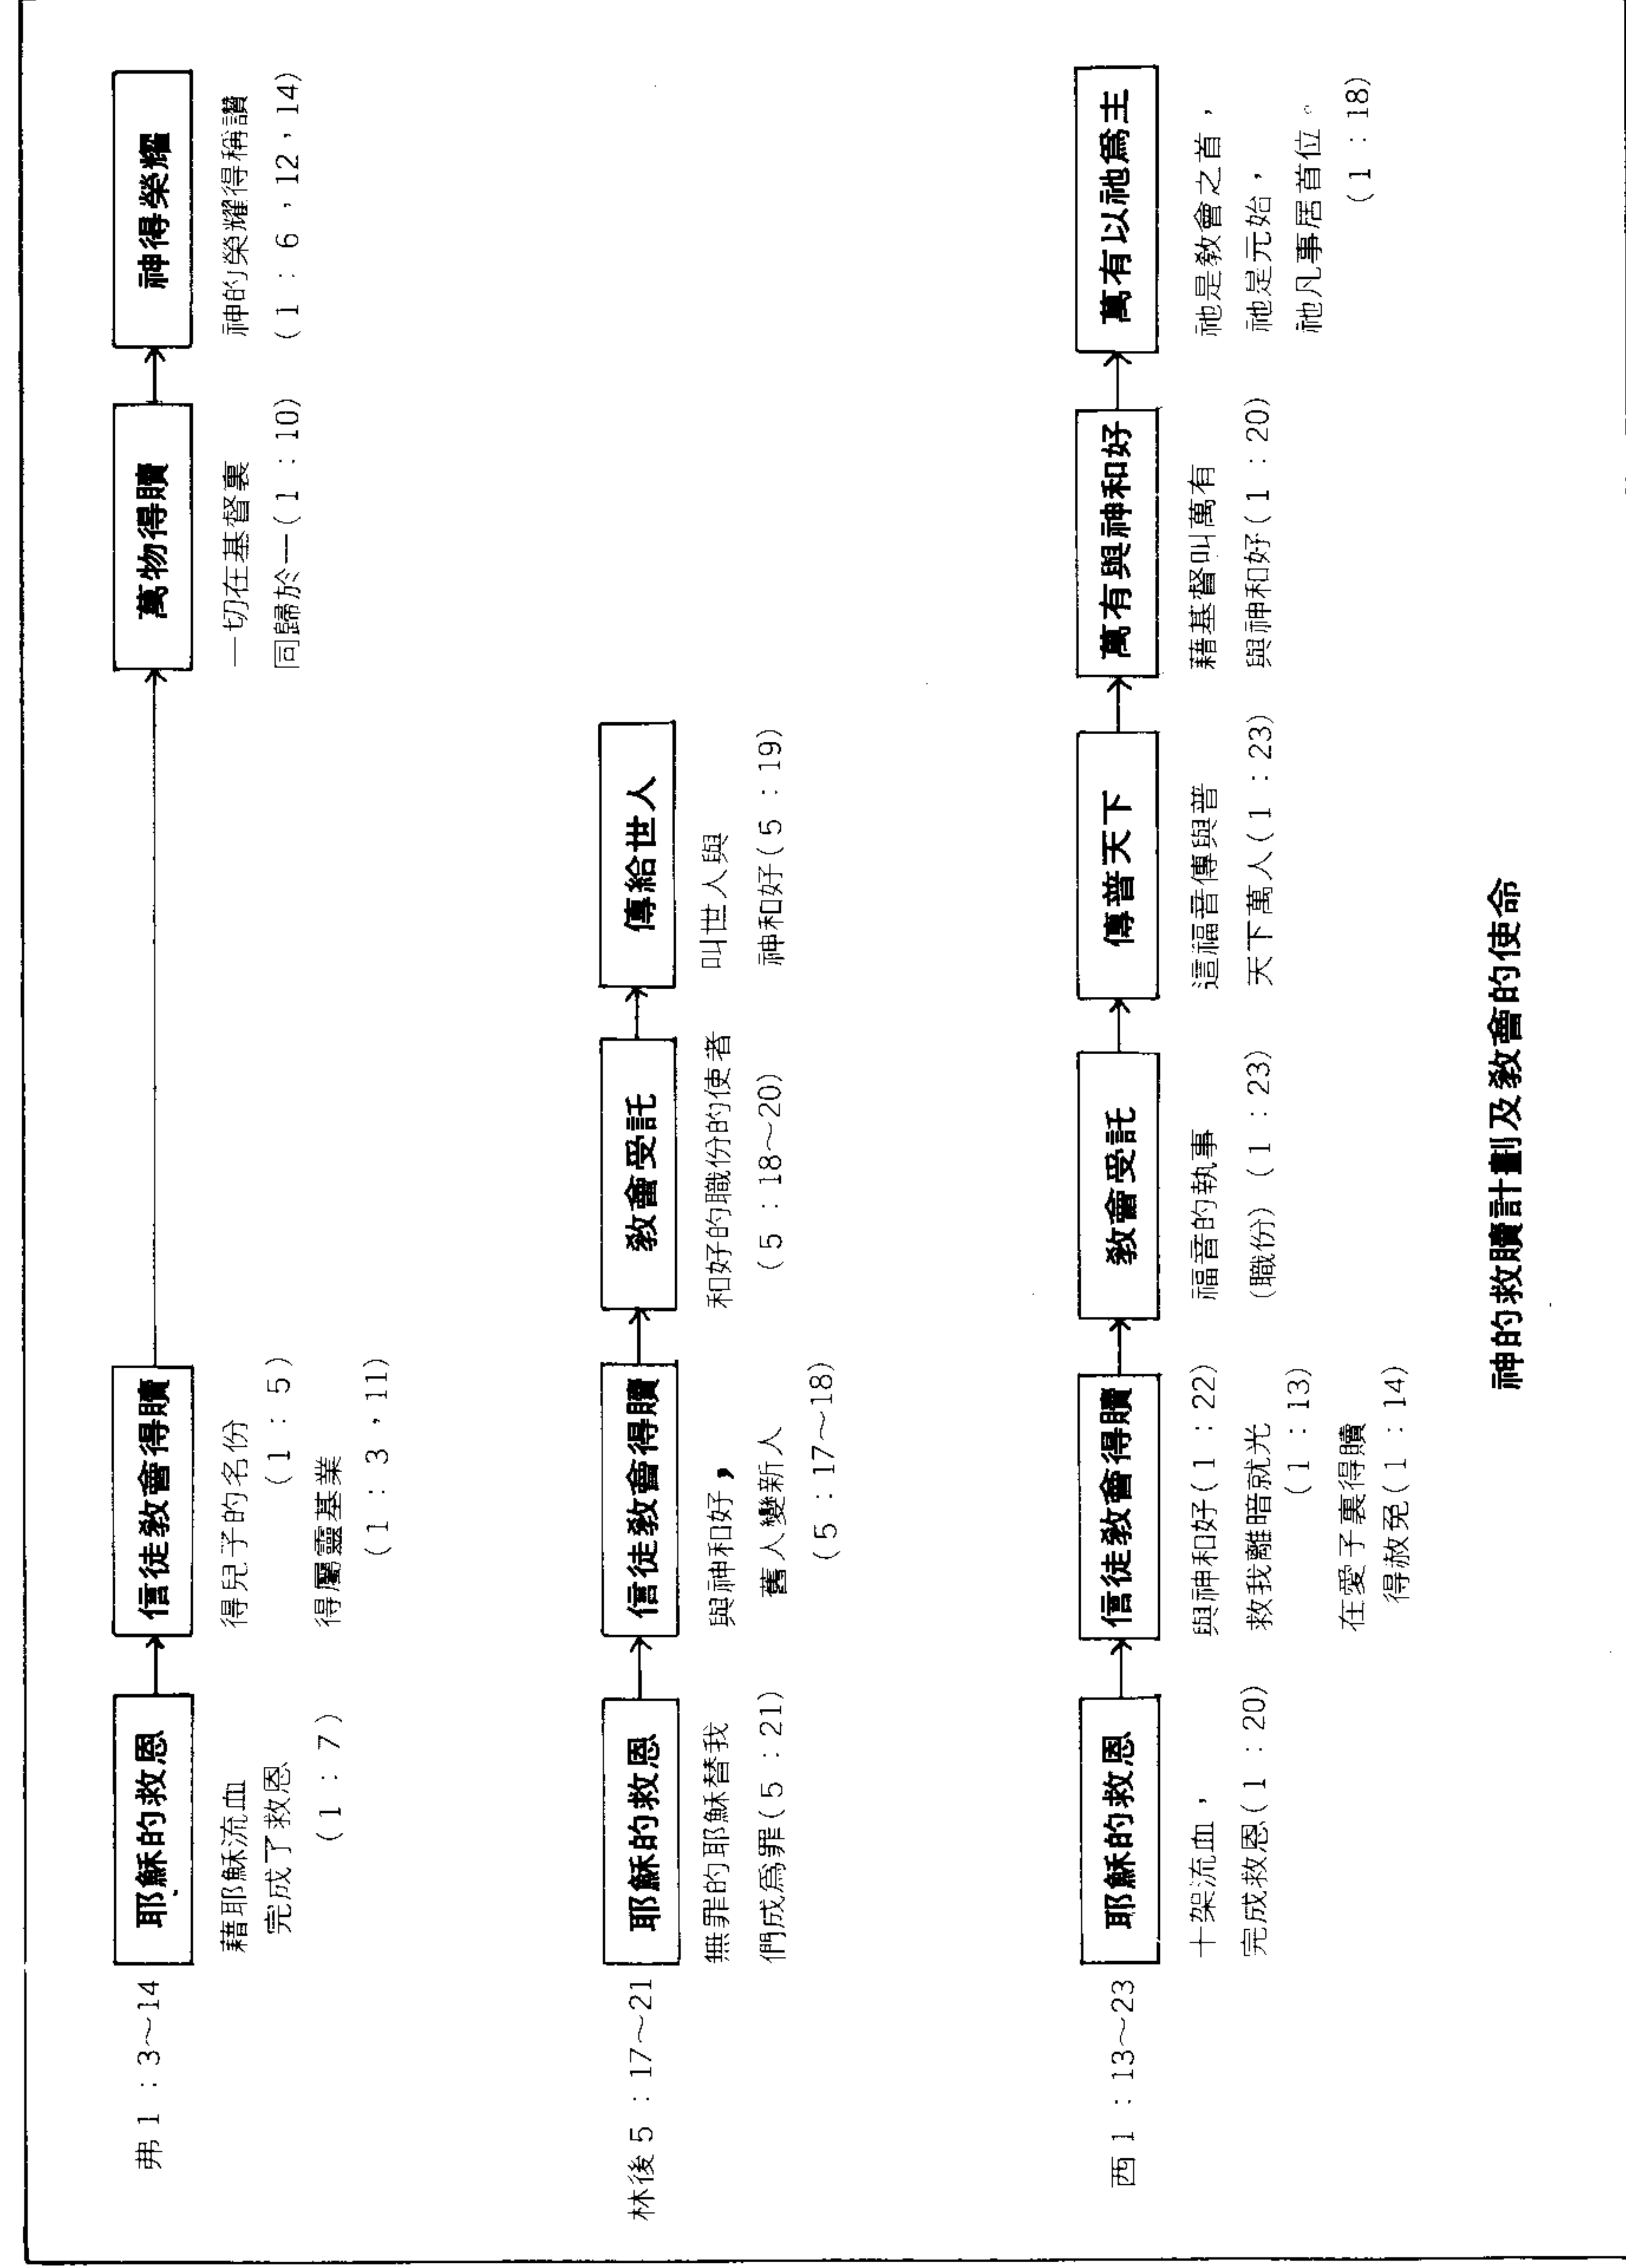 弗1：3～14
耶穌的救恩
藉耶穌流血
完成了救恩
（1：7）
信徒教會得贖
得兒子的名份
（1：5）
得屬靈基業
（1：3，11）
萬物得贖
一切在基督裏
同歸於一（1：10）
神得榮耀
神的榮耀得稱讚
（1：6，12，14）
林後5：17～21
耶穌的救恩
無罪的耶穌替我
們成爲罪（5：21）
信徒教會得贖
與神和好，
舊人變新人
（5：17～18）
教會受託
和好的職份的使者
（5：18～20）
傳給世人
叫世人與
神和好（5：19）
西1：13～23
耶穌的救恩
十架流血，
完成救恩（1：20）
信徒教會得贖
與神和好（1：22）
救我離暗就光
（1：13）
在愛子裏得贖
得赦免（1：14）
教會受託
福音的執事
（職份）（1：23）
傳普天下
這福音傳與普
天下萬人（1：23）
萬有與神和好
藉基督叫萬有
與神和好（1：20）
萬有以祂爲主
祂是教會之首，
祂是元始，
祂凡事居首位。
（1：18）
神的救贖計劃及教會的使命